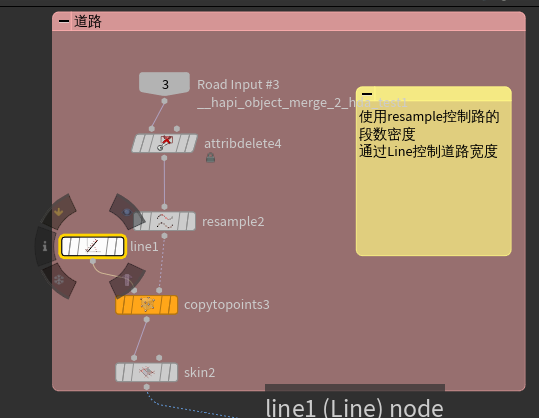 道路
3
Road Input #3
attribdelete4
使用resample控制路的
段数密度
通过Line控制道路宽度
resample2
line1
copytopoints3
skin2
line1 (Line) node